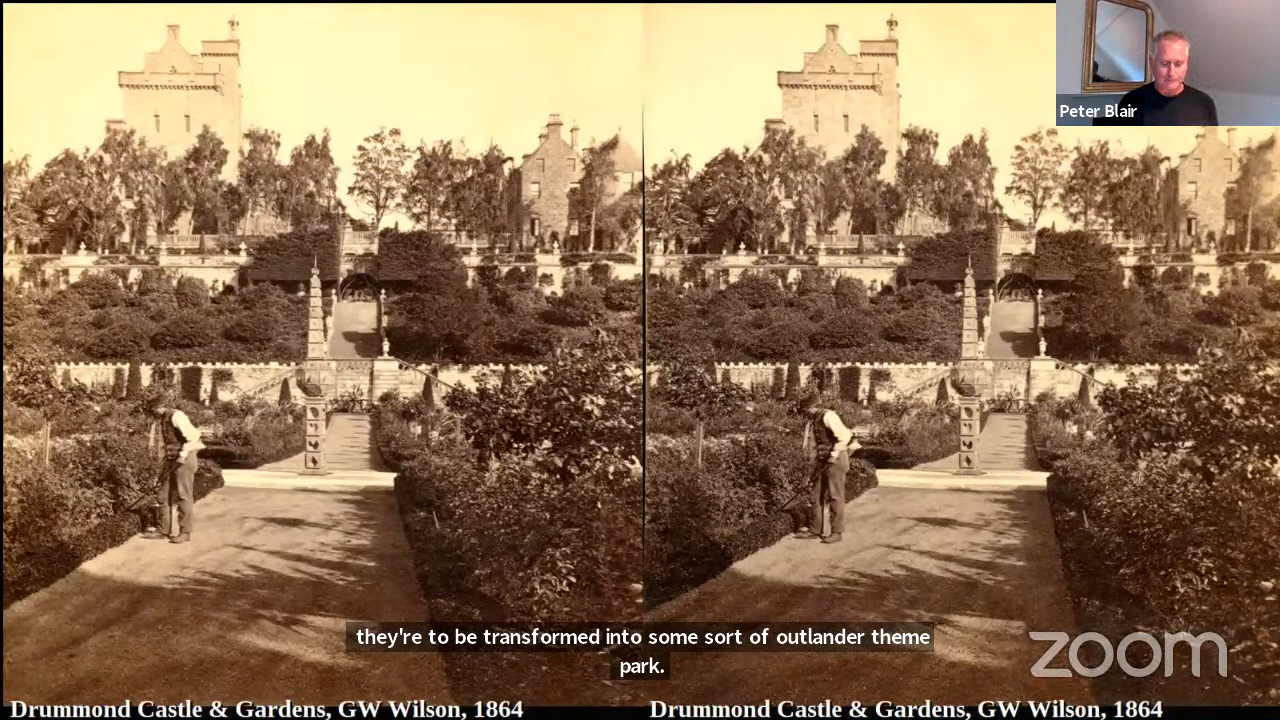 Peter Blair
they're to be transformed into some sort of outlander theme
park.
zoom
Drummond Castle & Gardens, GW Wilson, 1864
Drummond Castle & Gardens, GW Wilson, 1864